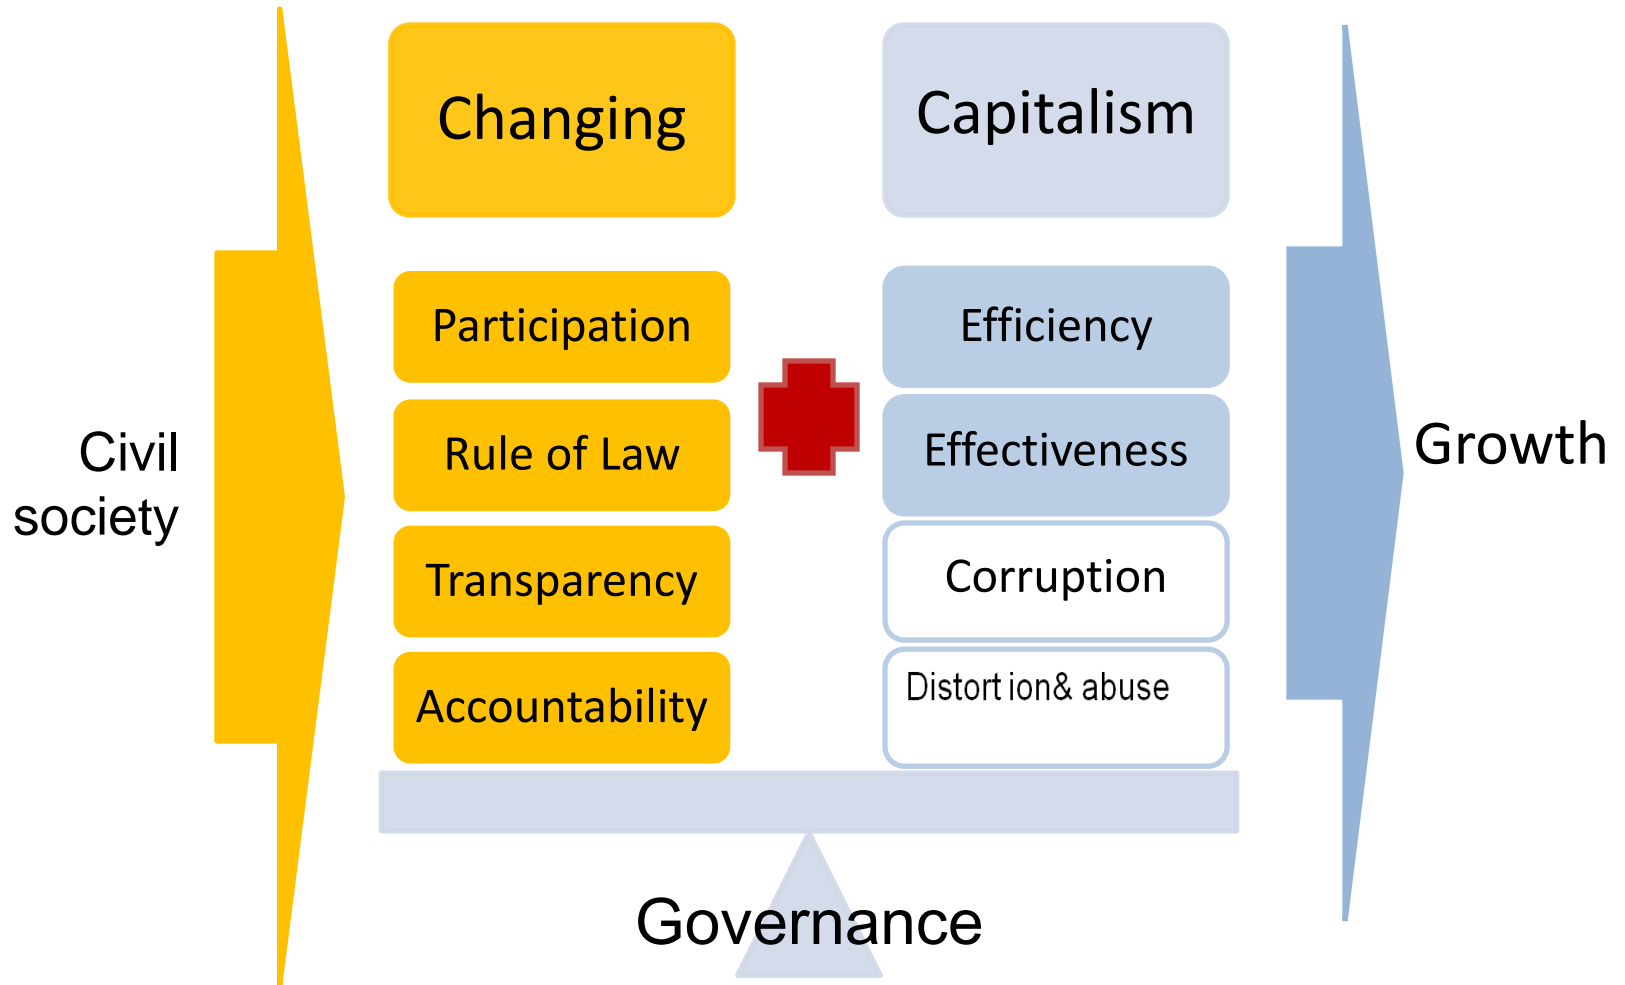 Changing
Capitalism
Participation
Efficiency
Rule of Law
Effectiveness
Civil
society
Growth
Transparency
Corruption
Accountability
Distort ion& abuse
Governance